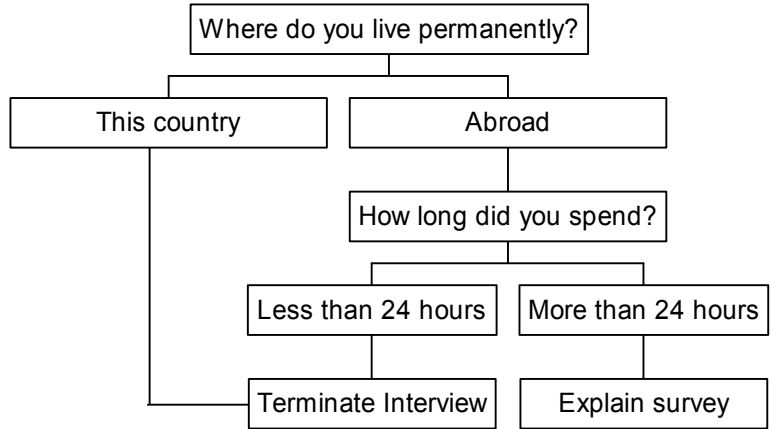 Where do you live permanently?
This country
Abroad
How long did you spend?
Less than 24 hours
More than 24 hours
Terminate Interview
Explain survey